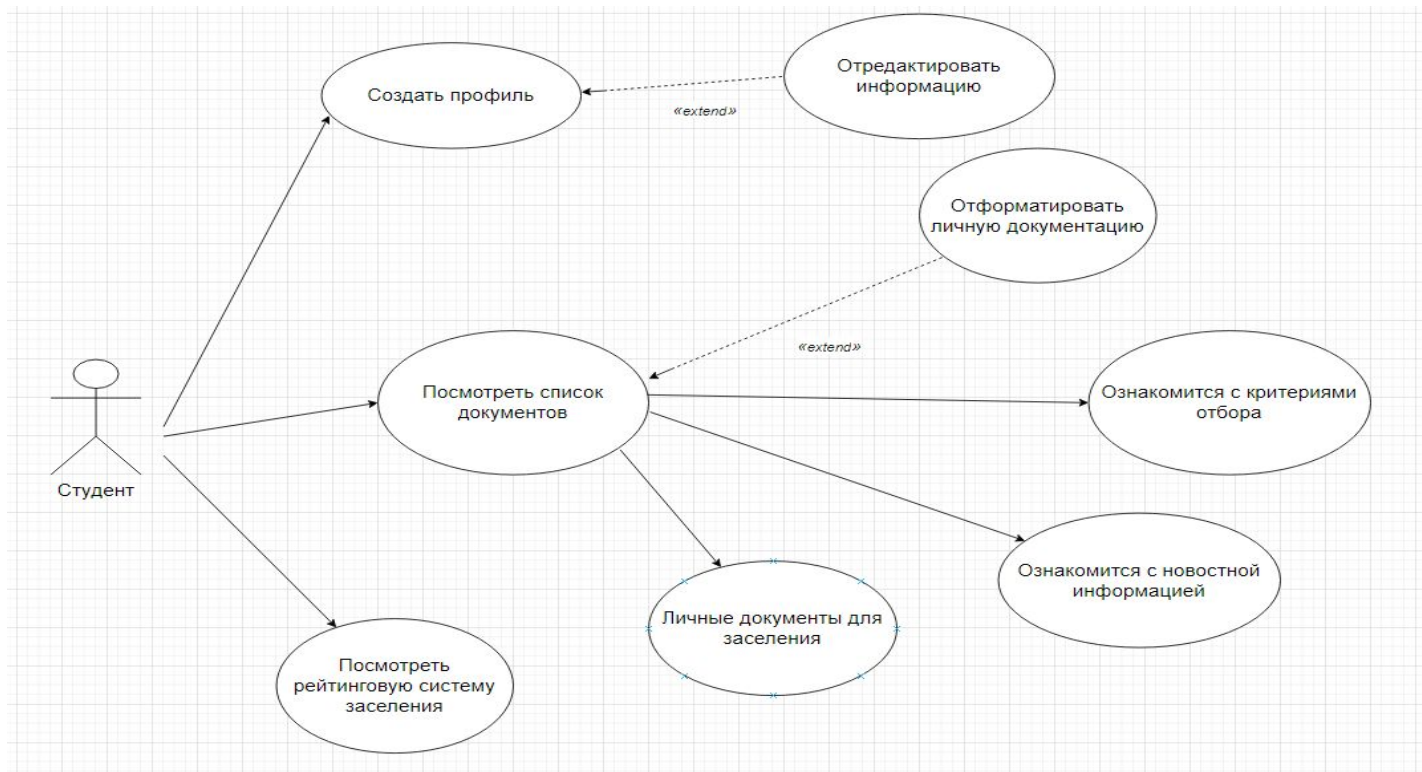 Создать профиль
Отредактировать
информацию
«extend»
Отформатировать
личную документацию
«extend»
Посмотреть список
документов
Ознакомится с критериями
отбора
Студент
Ознакомится с новостной
информацией
Личные документы для
заселения
Посмотреть
рейтинговую систему
заселения